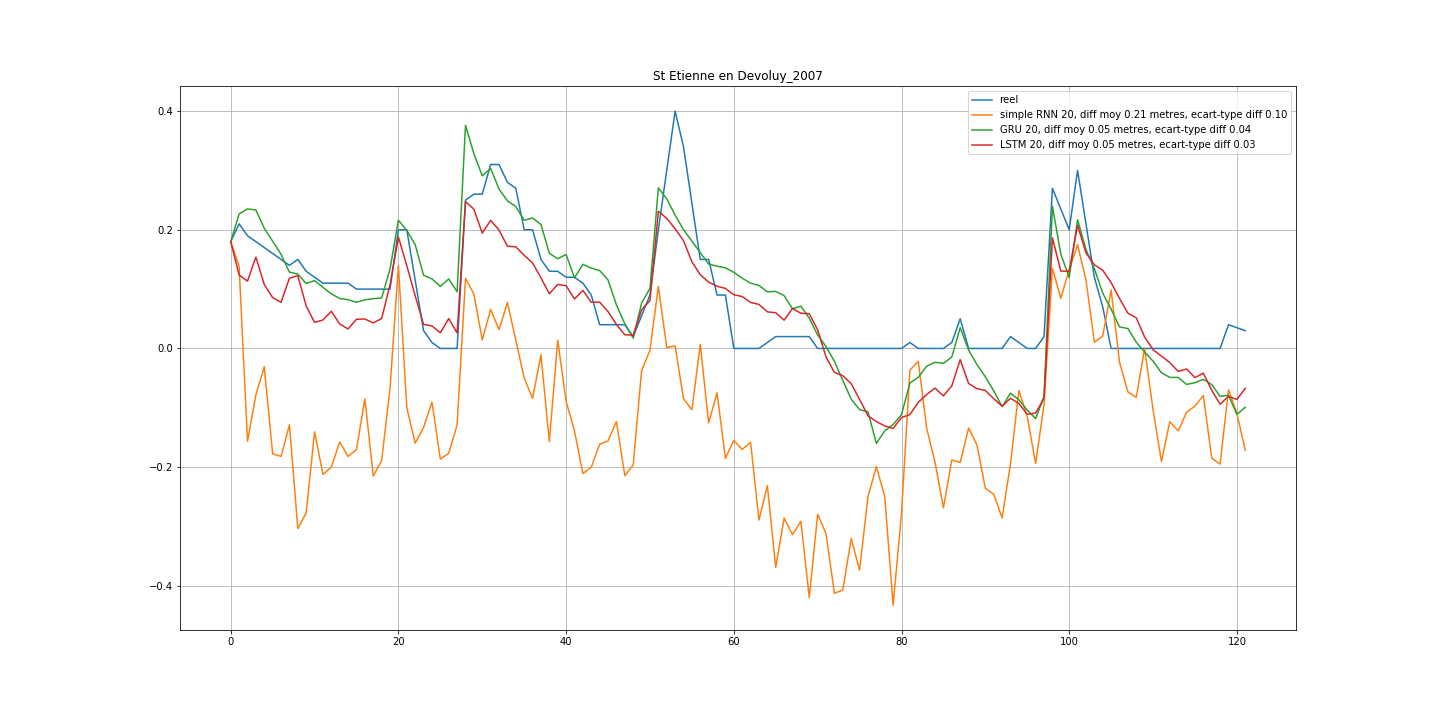 St Etienne en Devoluy_2007
reel
simple RNN 20, diff moy 0.21 metres, ecart-type diff 0.10
GRU 20, diff moy 0.05 metres, ecart-type diff 0.04
LSTM 20, diff moy 0.05 metres, ecart-type diff 0.03
0.4
0.2
0.0
−0.2
−0.4
0 20 40 60 80 100 120